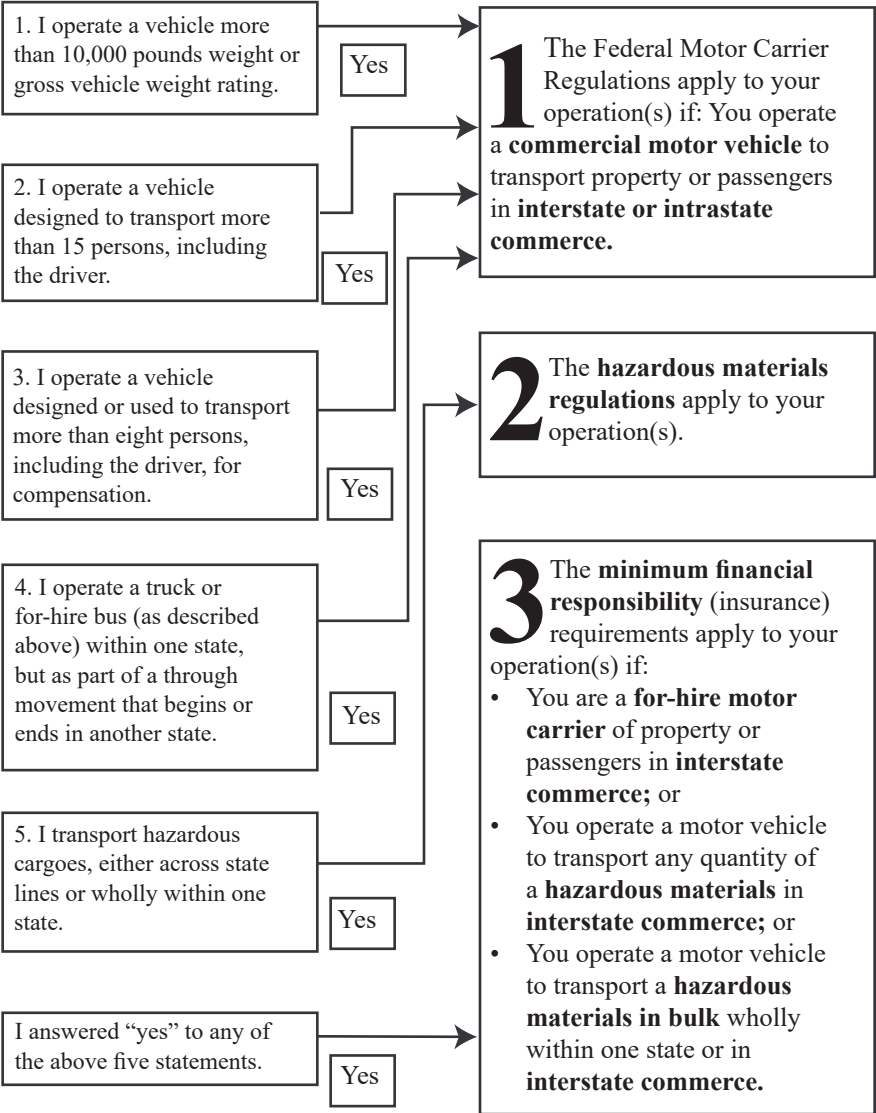 1. I operate a vehicle more
than 10,000 pounds weight or
gross vehicle weight rating.
Yes
2. I operate a vehicle
designed to transport more
than 15 persons, including
the driver.
Yes
3. I operate a vehicle
designed or used to transport
more than eight persons,
including the driver, for
compensation.
Yes
4. I operate a truck or
for-hire bus (as described
above) within one state,
but as part of a through
movement that begins or
ends in another state.
Yes
5. I transport hazardous
cargoes, either across state
lines or wholly within one
state.
Yes
I answered “yes” to any of
the above five statements.
Yes
1 The Federal Motor Carrier
Regulations apply to your
operation(s) if: You operate
a commercial motor vehicle to
transport property or passengers
in interstate or intrastate
commerce.
2 The hazardous materials
regulations apply to your
operation(s).
3 The minimum financial
responsibility (insurance)
requirements apply to your
operation(s) if:
• You are a for-hire motor
carrier of property or
passengers in interstate
commerce; or
• You operate a motor vehicle
to transport any quantity of
a hazardous materials in
interstate commerce; or
• You operate a motor vehicle
to transport a hazardous
materials in bulk wholly
within one state or in
interstate commerce.